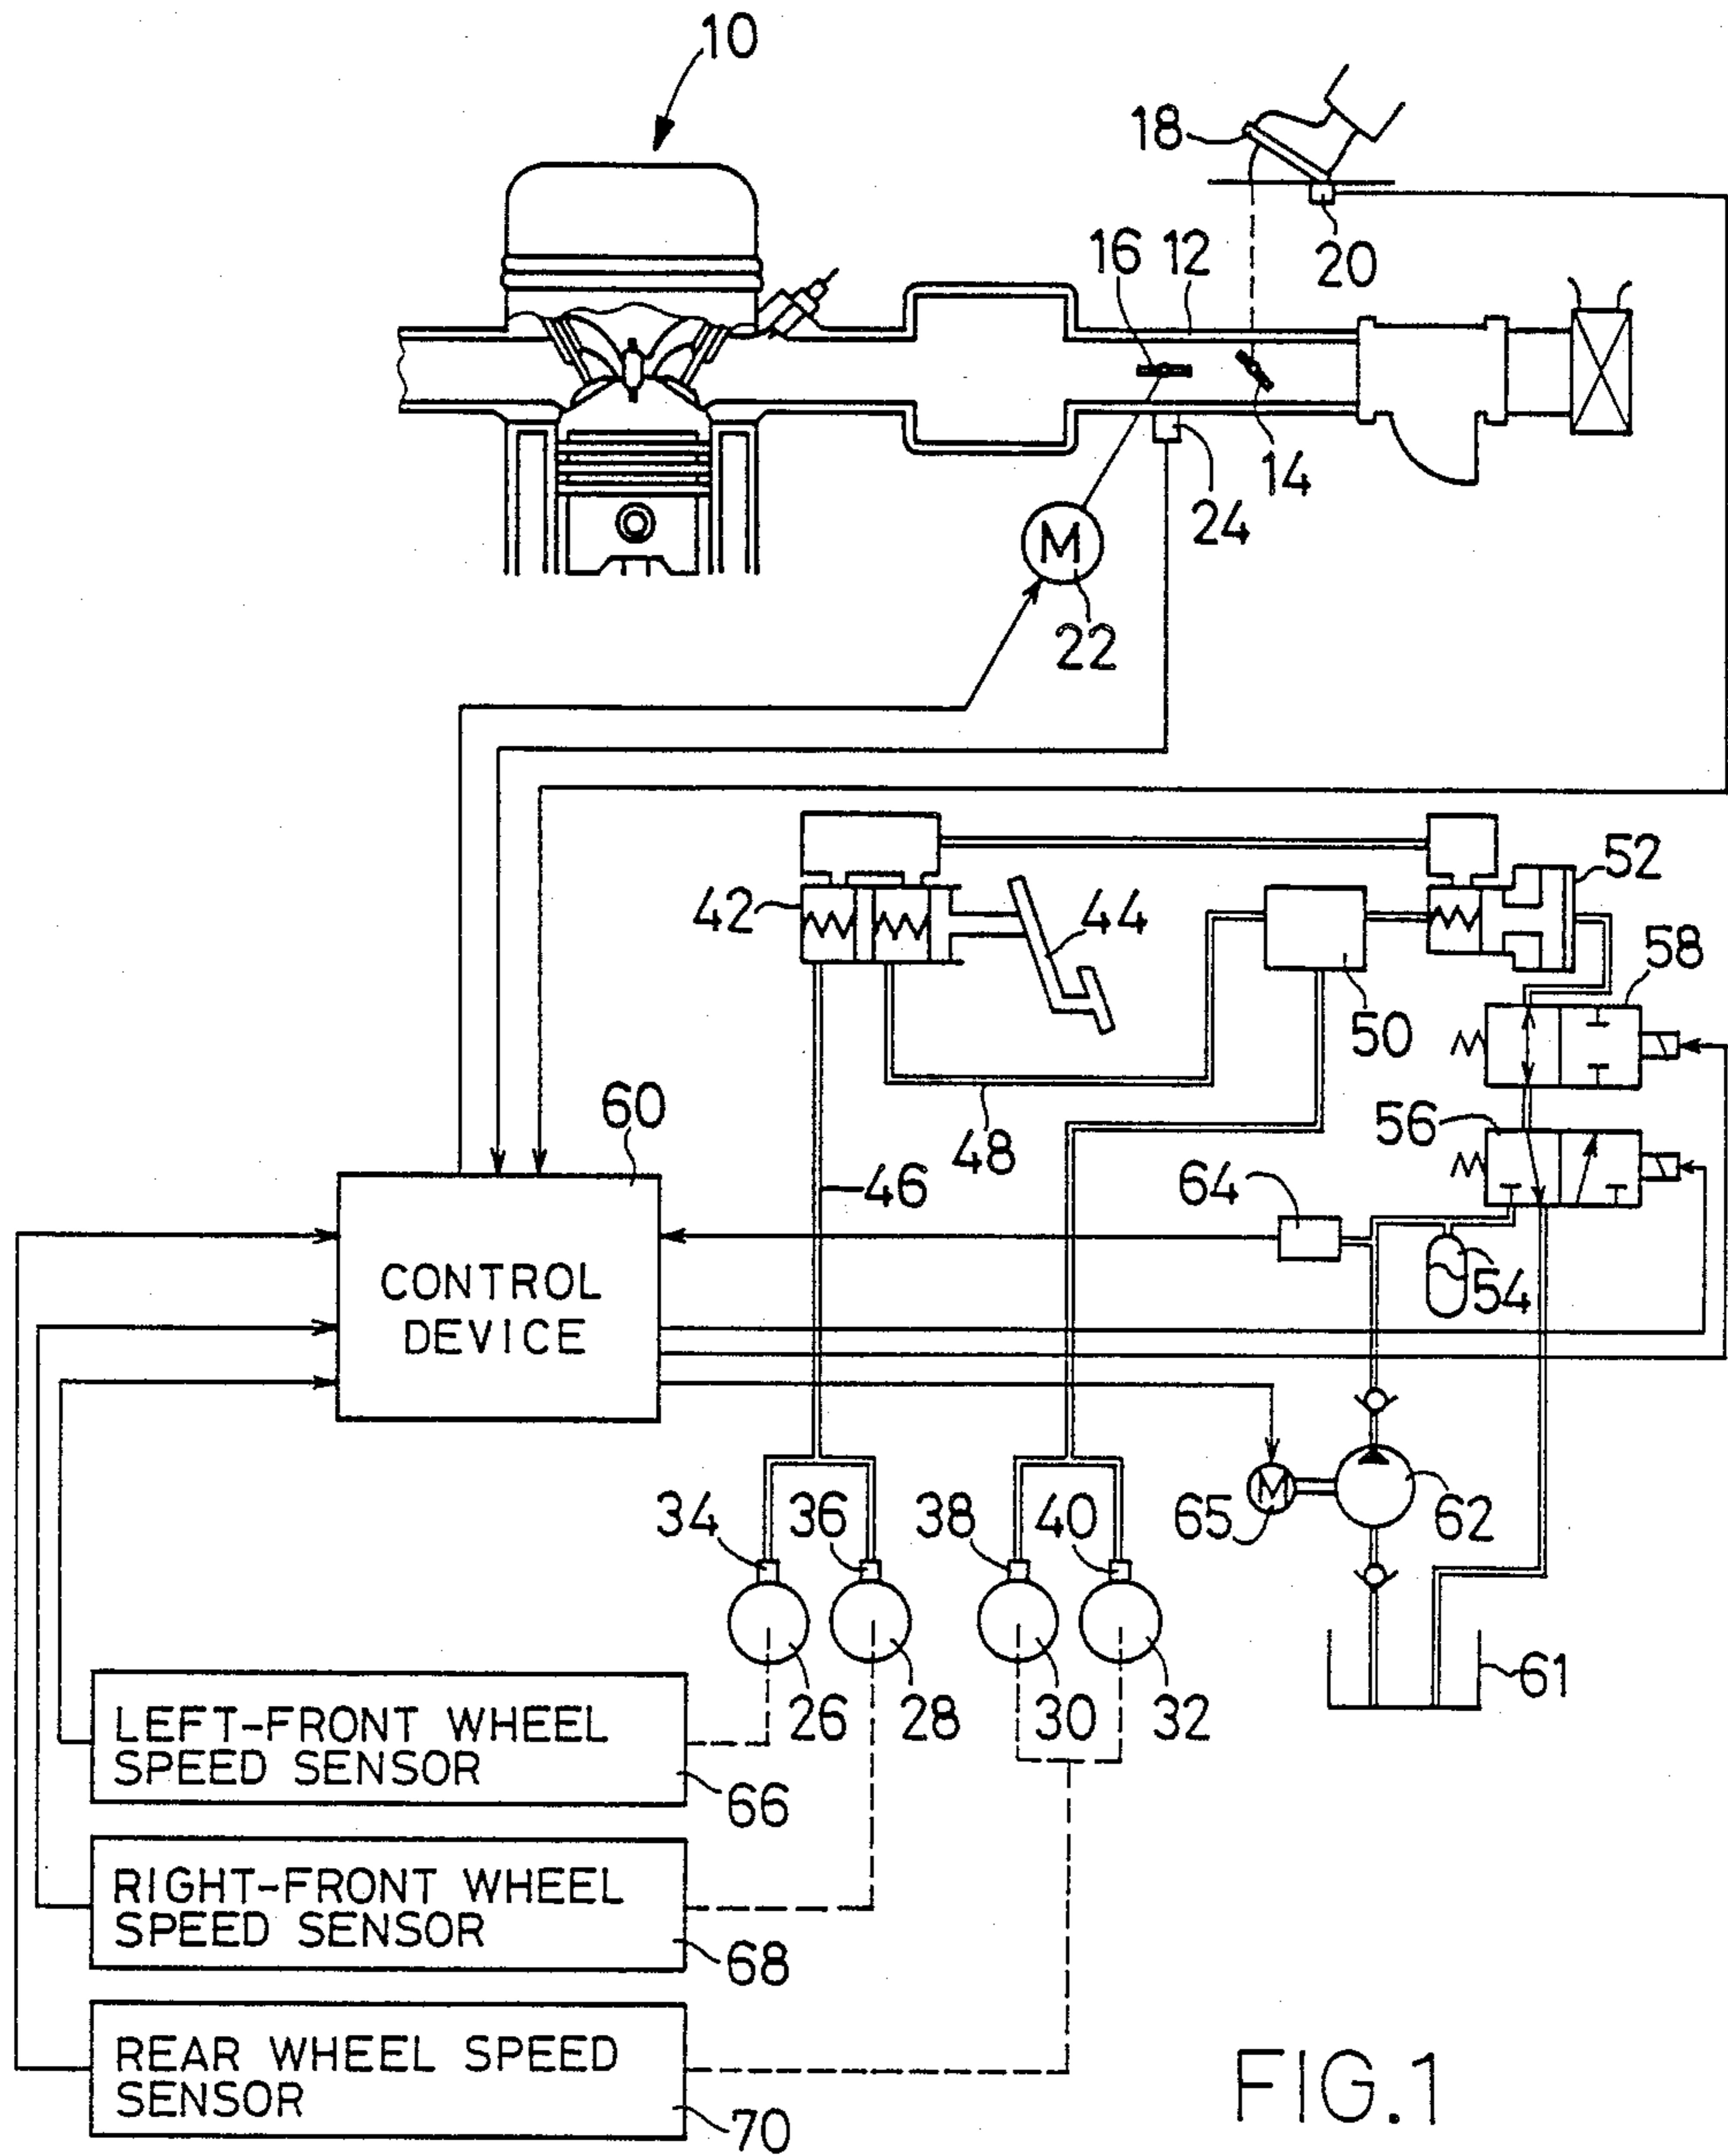 10
18
20
16 12
14
24
M
22
52
42
44
58
50
56
60
48
46
64
54
CONTROL
DEVICE
M
65
62
34
36
38
40
26
28
30
32
61
LEFT-FRONT WHEEL
SPEED SENSOR
66
RIGHT-FRONT WHEEL
SPEED SENSOR
68
REAR WHEEL SPEED
SENSOR
70
FIG.1